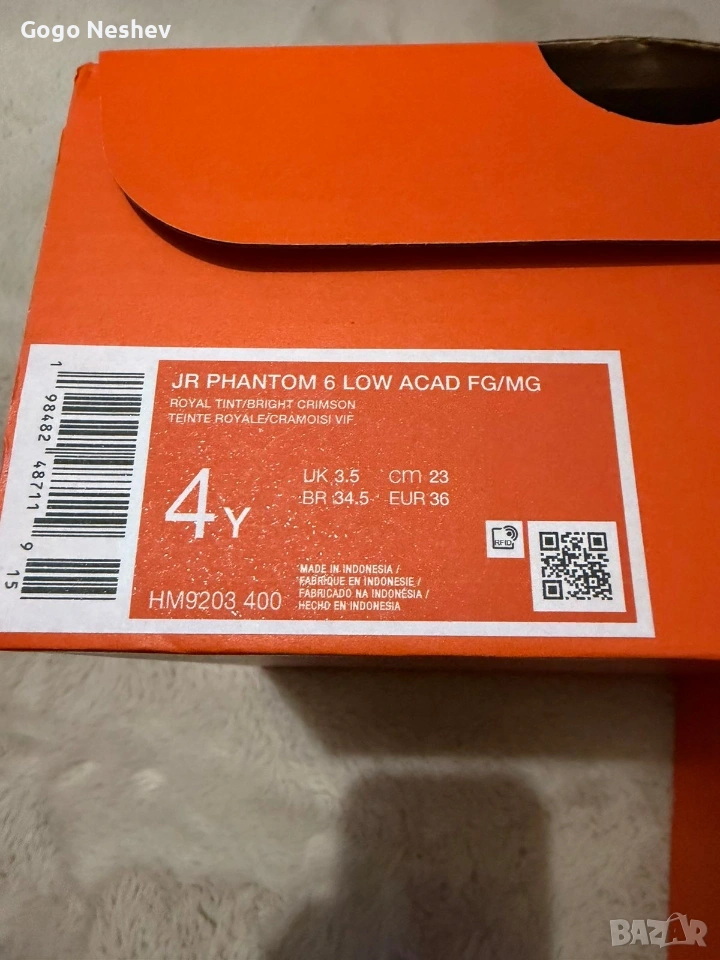 Gogo Neshev
JR PHANTOM 6 LOW ACAD FG/MG
ROYAL TINT/BRIGHT CRIMSON
TEINTE ROYALE/CRAMOISI VIF
4Y
UK 3.5 cm 23
BR 34.5 EUR 36
RFID
MADE IN INDONESIA /
FABRIQUE EN INDONESIE /
FABRICADO NA INDONÉSIA /
HECHO EN INDONESIA
HM9203 400
1 98482 48711 9 15
BAZAR